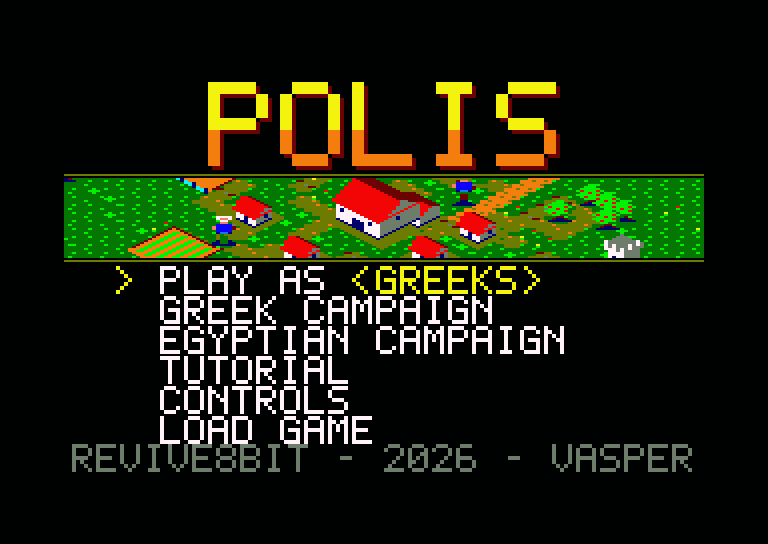 POLIS
> PLAY AS <GREEKS>
GREEK CAMPAIGN
EGYPTIAN CAMPAIGN
TUTORIAL
CONTROLS
LOAD GAME
REVIVE8BIT - 2026 - VASPER